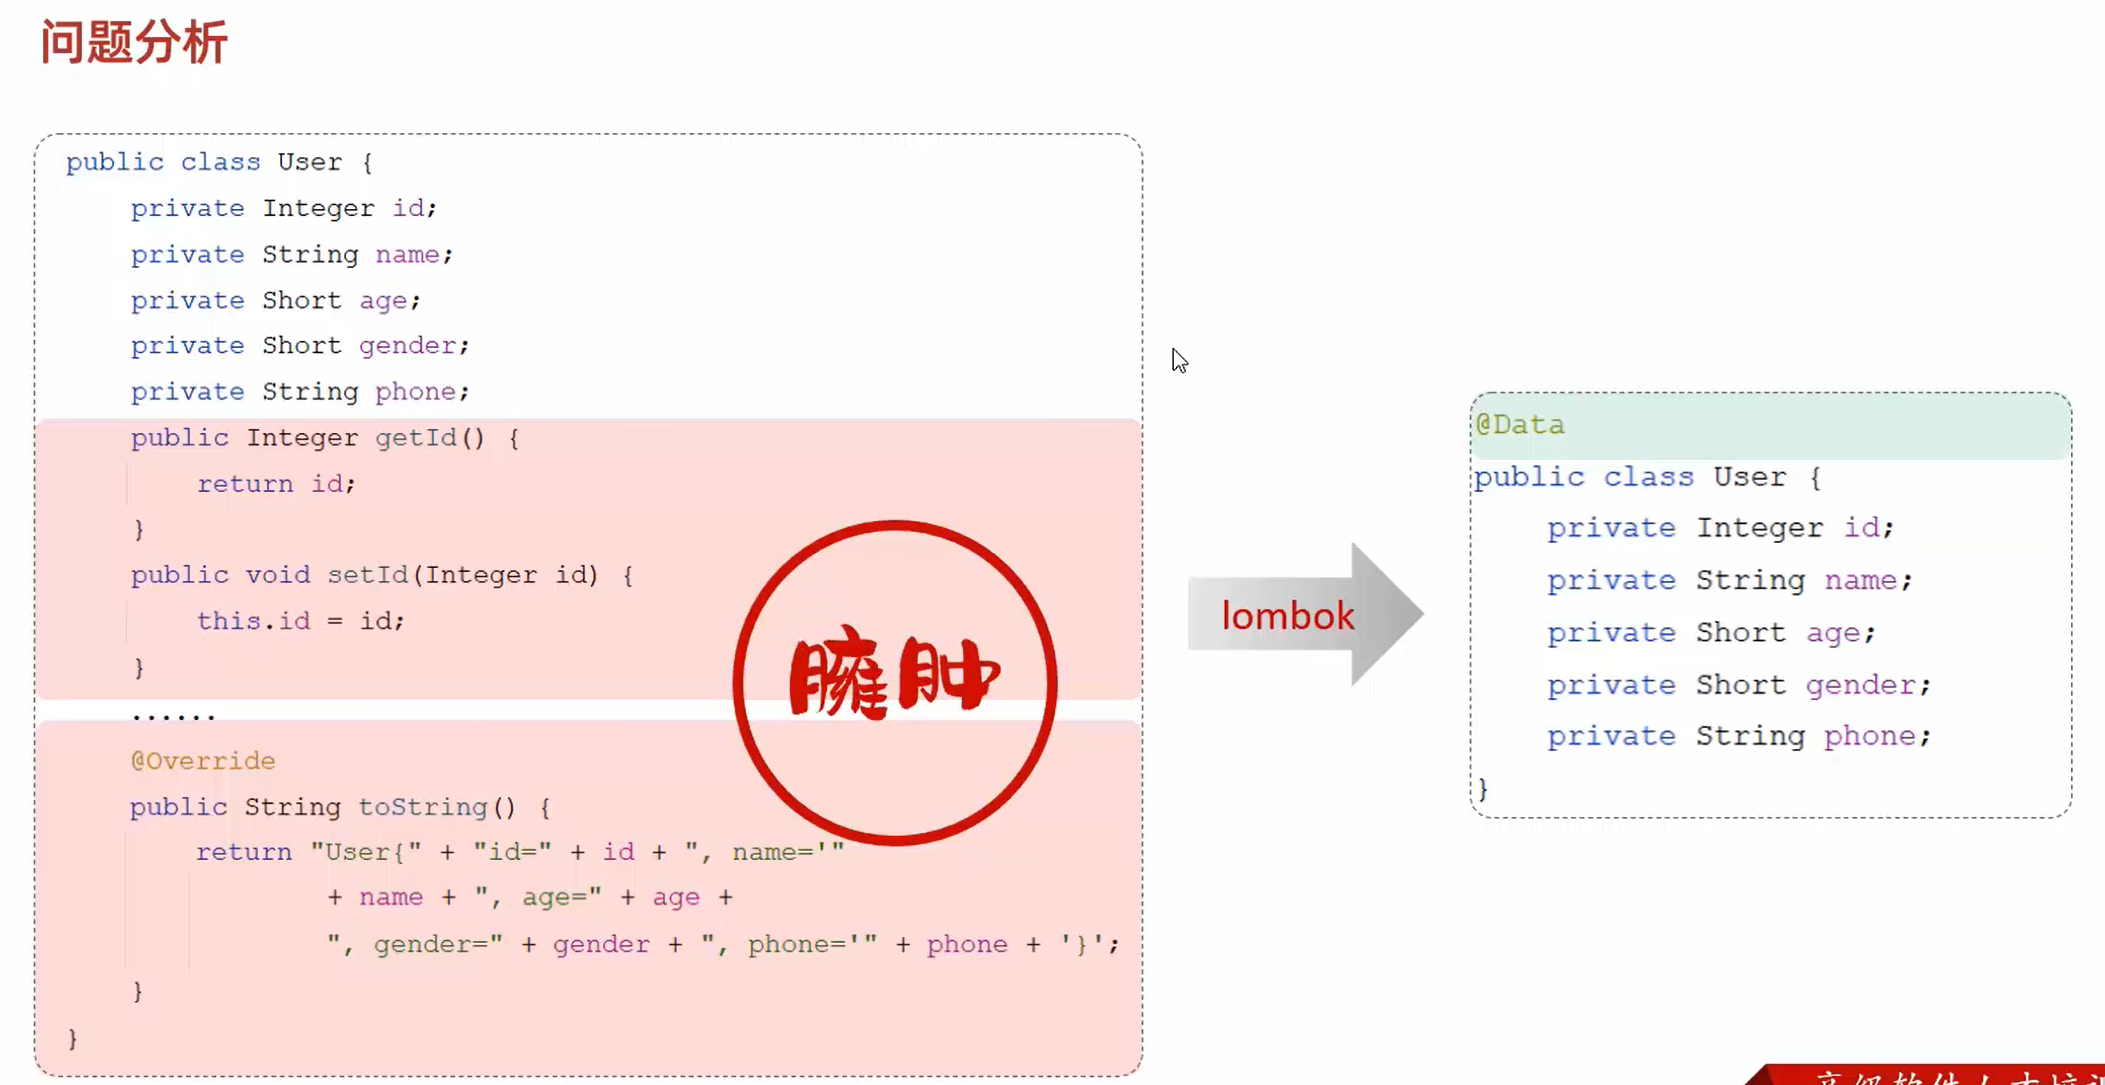 问题分析
public class User {
private Integer id;
private String name;
private Short age;
private Short gender;
private String phone;
public Integer getId() {
return id;
}
public void setId(Integer id) {
this.id = id;
}
......
@Override
public String toString() {
return "User{" + "id=" + id + ", name='"
+ name + ", age=" + age +
", gender=" + gender + ", phone='" + phone + '}';
}
}
臃肿
lombok
@Data
public class User {
private Integer id;
private String name;
private Short age;
private Short gender;
private String phone;
}